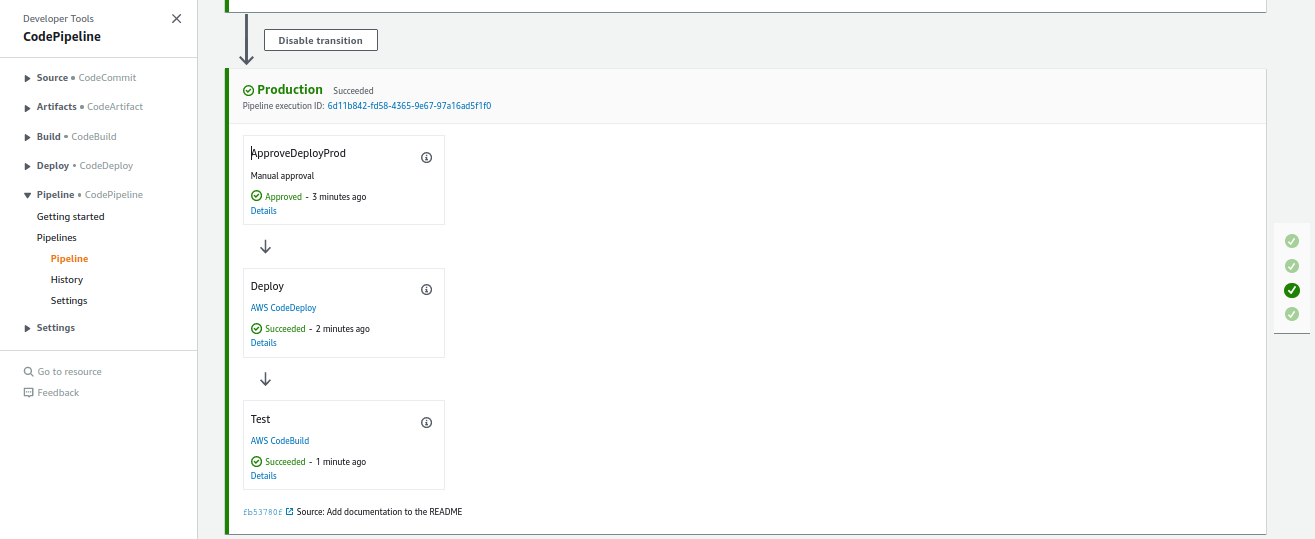 Developer Tools
CodePipeline
Source • CodeCommit
Artifacts • CodeArtifact
Build • CodeBuild
Deploy • CodeDeploy
Pipeline • CodePipeline
Getting started
Pipelines
Pipeline
History
Settings
Settings
Go to resource
Feedback
Disable transition
Production Succeeded
Pipeline execution ID: 6d11b842-fd58-4365-9e67-97a16ad5f1f0
ApproveDeployProd
Manual approval
Approved - 3 minutes ago
Details
Deploy
AWS CodeDeploy
Succeeded - 2 minutes ago
Details
Test
AWS CodeBuild
Succeeded - 1 minute ago
Details
fb53780f Source: Add documentation to the README